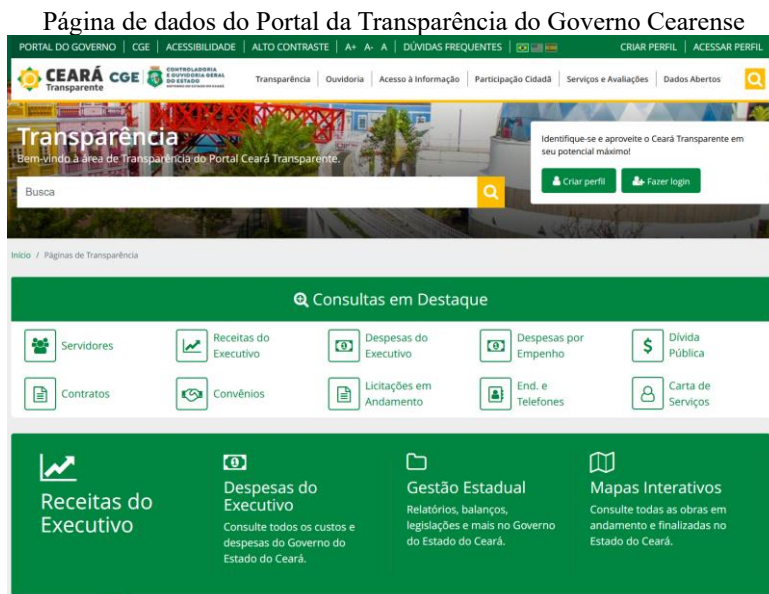 Página de dados do Portal da Transparência do Governo Cearense
PORTAL DO GOVERNO | CGE | ACESSIBILIDADE | ALTO CONTRASTE | A+ A- A | DÚVIDAS FREQUENTES | CRIAR PERFIL | ACESSAR PERFIL
CEARÁ
Transparente
CGE
CONTROLADORIA
E OUVIDORIA GERAL
DO ESTADO
Transparência | Ouvidoria | Acesso à Informação | Participação Cidadã | Serviços e Avaliações | Dados Abertos
Transparência
Bem-vindo à área de Transparência do Portal Ceará Transparente.
Busca
Identifique-se e aproveite o Ceará Transparente em
seu potencial máximo!
Criar perfil
Fazer login
Início / Páginas de Transparência
Consultas em Destaque
Servidores
Receitas do
Executivo
Despesas do
Executivo
Despesas por
Empenho
Dívida
Pública
Contratos
Convênios
Licitações em
Andamento
End. e
Telefones
Carta de
Serviços
Receitas do
Executivo
Despesas do
Executivo
Consulte todos os custos e
despesas do Governo do
Estado do Ceará.
Gestão Estadual
Relatórios, balanços,
legislações e mais no Governo
do Estado do Ceará.
Mapas Interativos
Consulte todas as obras em
andamento e finalizadas no
Estado do Ceará.